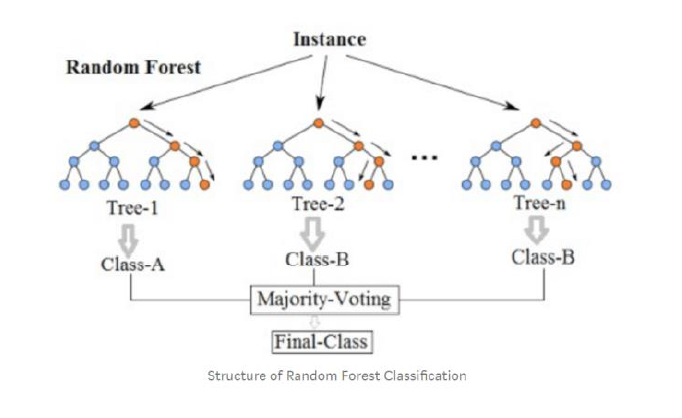 Instance
Random Forest
...
Tree-1
Tree-2
Tree-n
Class-A
Class-B
Class-B
Majority-Voting
Final-Class
Structure of Random Forest Classification